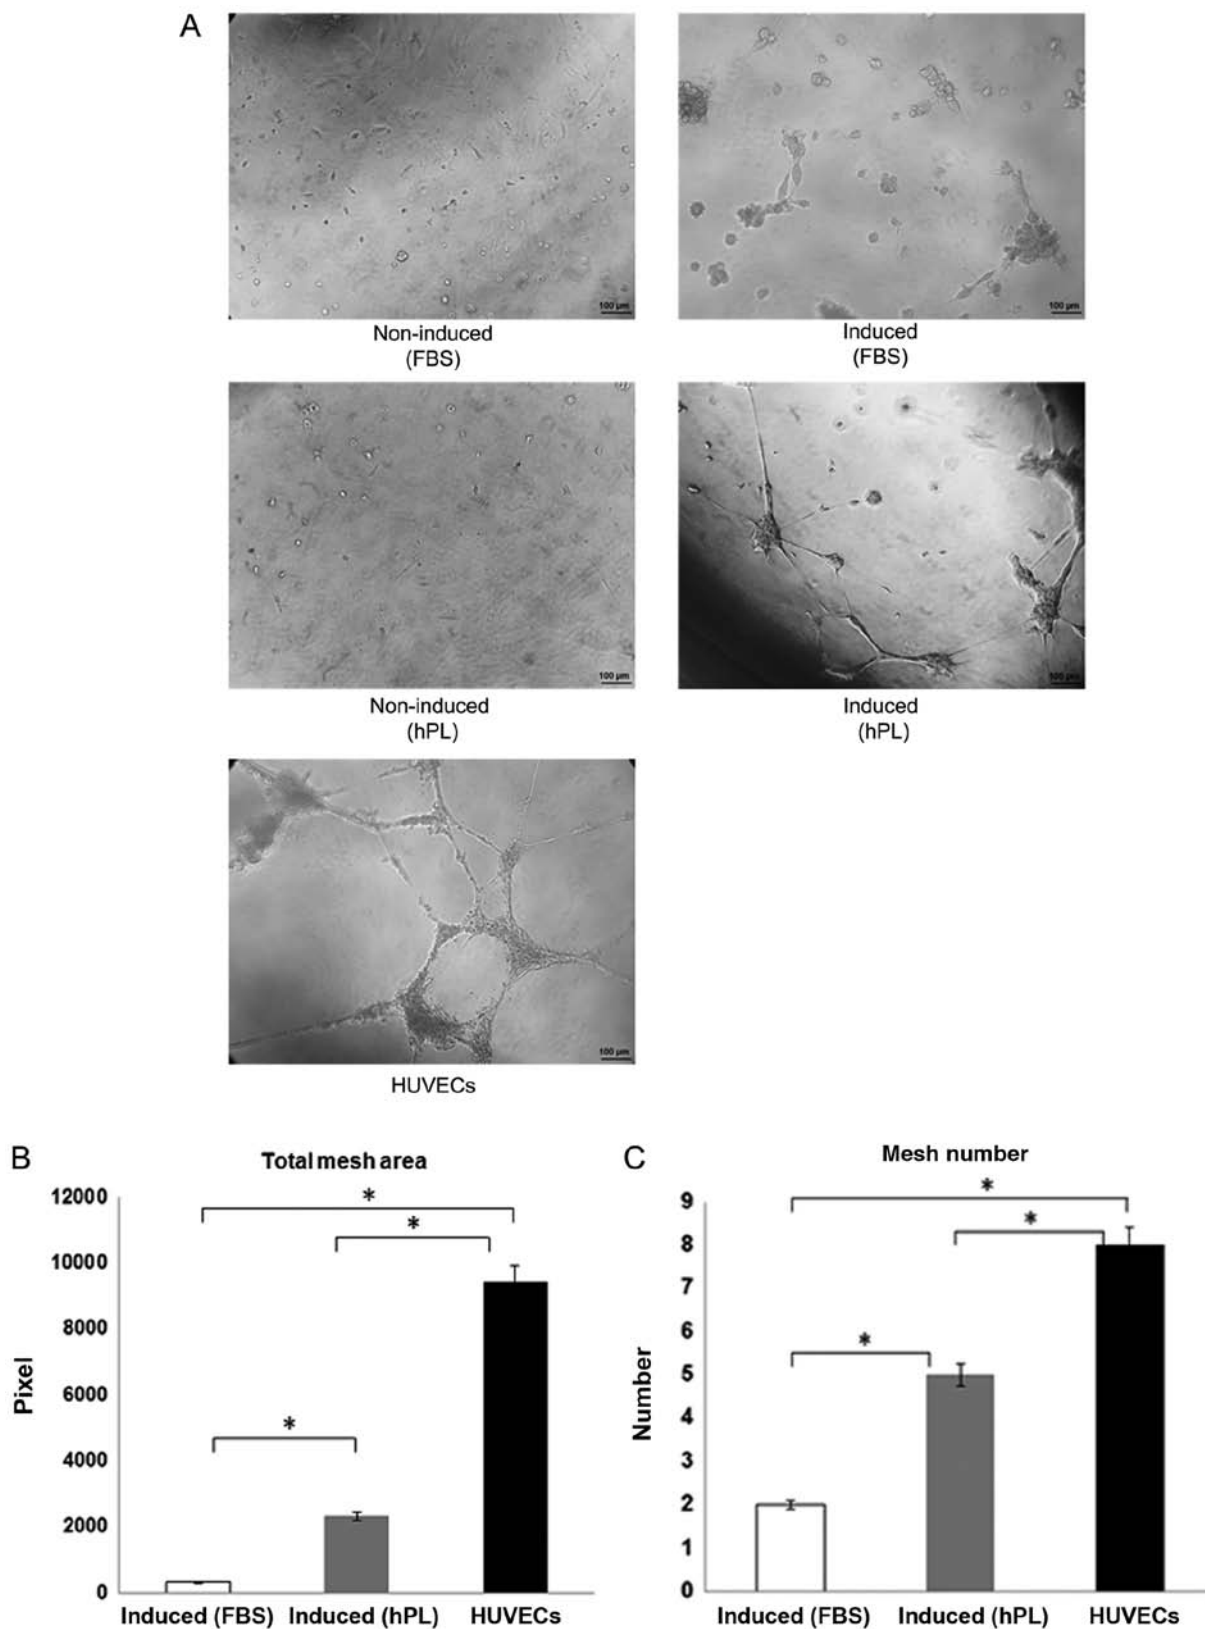 A
100 µm
100 µm
Non-induced
(FBS)
Induced
(FBS)
100 µm
100 µm
Non-induced
(hPL)
Induced
(hPL)
100 µm
HUVECs
B
Total mesh area
12000
10000
8000
6000
4000
2000
0
Pixel
*
*
*
Induced (FBS)
Induced (hPL)
HUVECs
C
Mesh number
9
8
7
6
5
4
3
2
1
0
Number
*
*
*
Induced (FBS)
Induced (hPL)
HUVECs